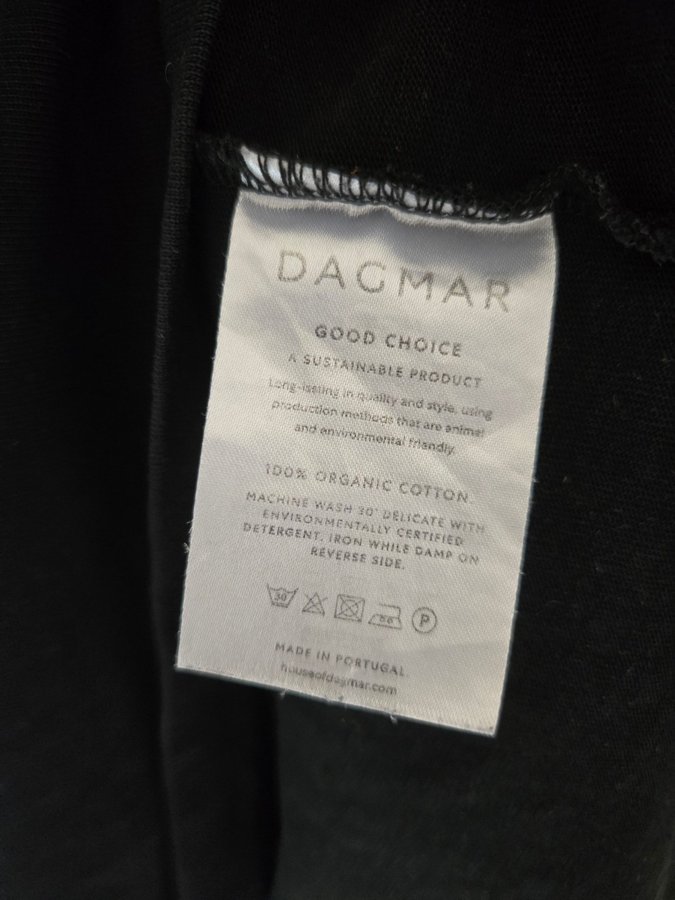 DAGMAR
GOOD CHOICE
A SUSTAINABLE PRODUCT
Long-lasting in quality and style, using
production methods that are animal
and environmental friendly.
100% ORGANIC COTTON.
MACHINE WASH 30° DELICATE WITH
ENVIRONMENTALLY CERTIFIED
DETERGENT, IRON WHILE DAMP ON
REVERSE SIDE.
30 P
MADE IN PORTUGAL.
houseofdagmar.com